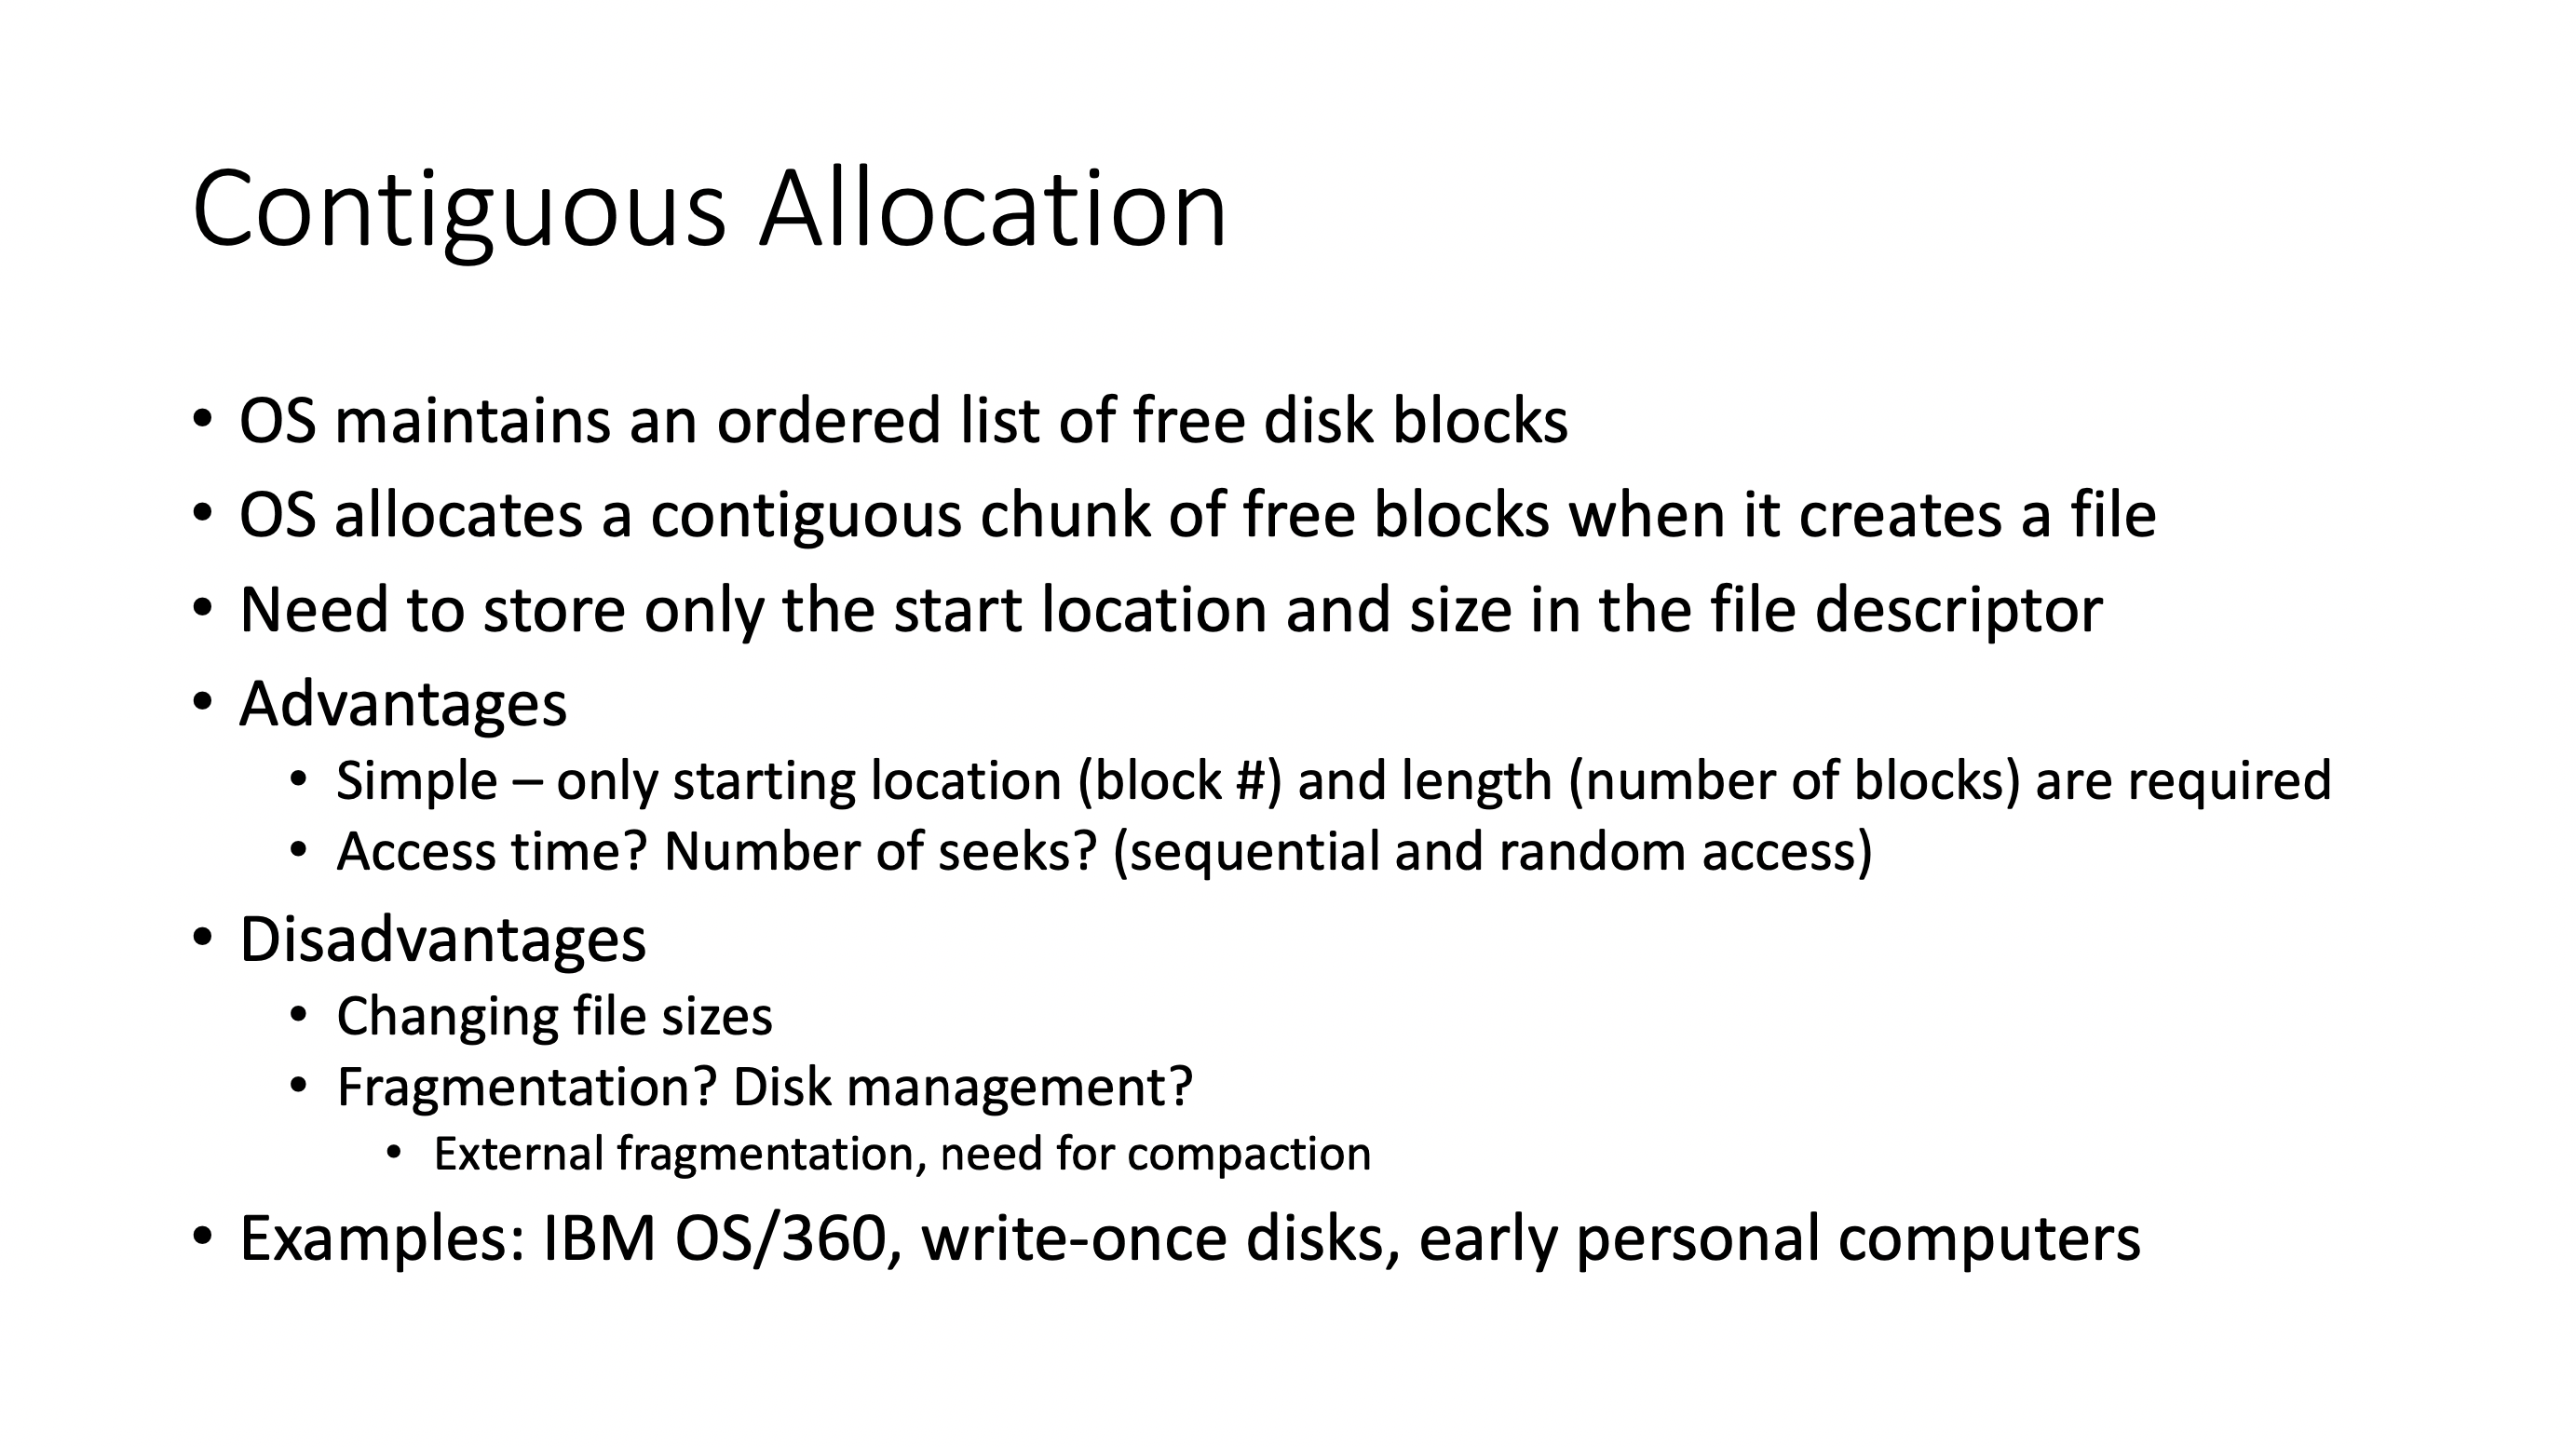 Contiguous Allocation
• OS maintains an ordered list of free disk blocks
• OS allocates a contiguous chunk of free blocks when it creates a file
• Need to store only the start location and size in the file descriptor
• Advantages
• Simple – only starting location (block #) and length (number of blocks) are required
• Access time? Number of seeks? (sequential and random access)
• Disadvantages
• Changing file sizes
• Fragmentation? Disk management?
• External fragmentation, need for compaction
• Examples: IBM OS/360, write-once disks, early personal computers